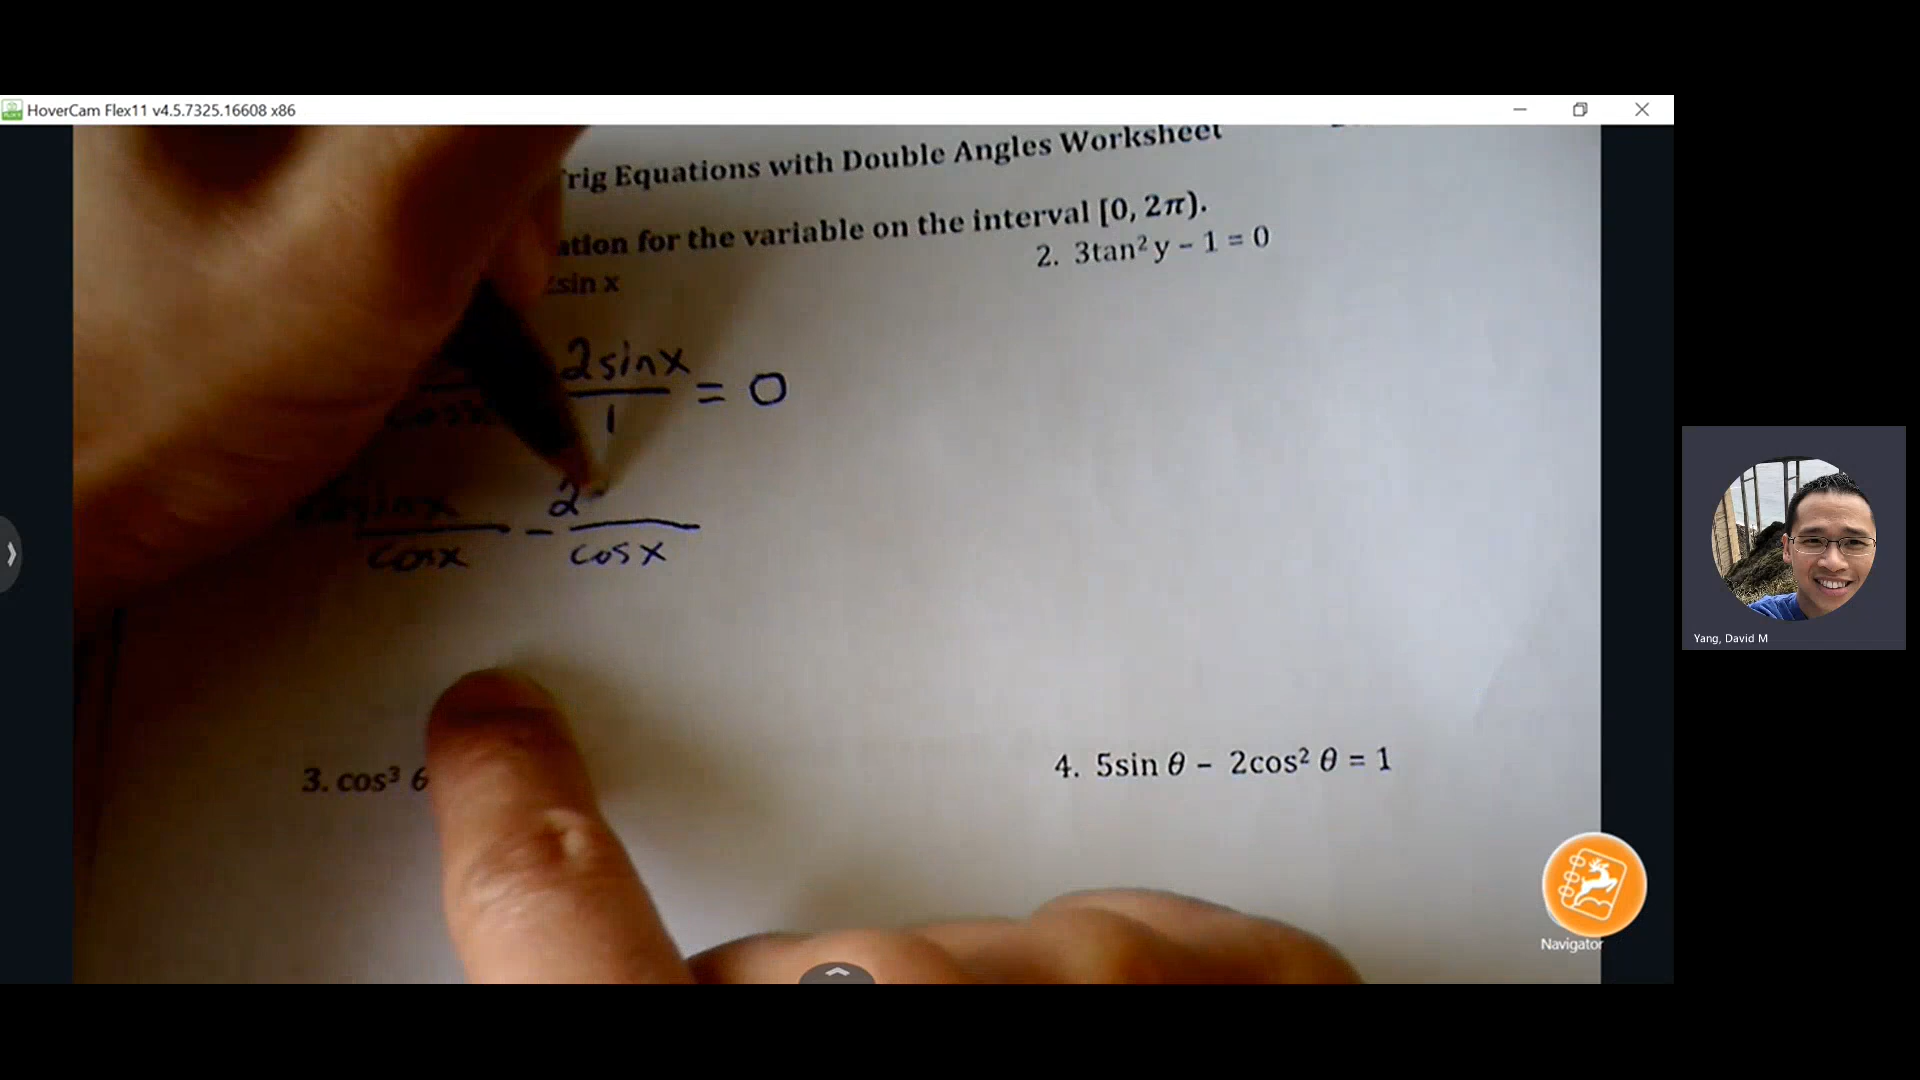 HoverCam Flex11 v4.5.7325.16608 x86
rig Equations with Double Angles Worksheet
ation for the variable on the interval [0, 2π).
sin x
2. 3tan² y – 1 = 0
2sinx
= 0
cosx
1
sinx
– 2
cosx
cosx
Yang, David M
3. cos³ θ
4. 5sin θ – 2cos² θ = 1
Navigator